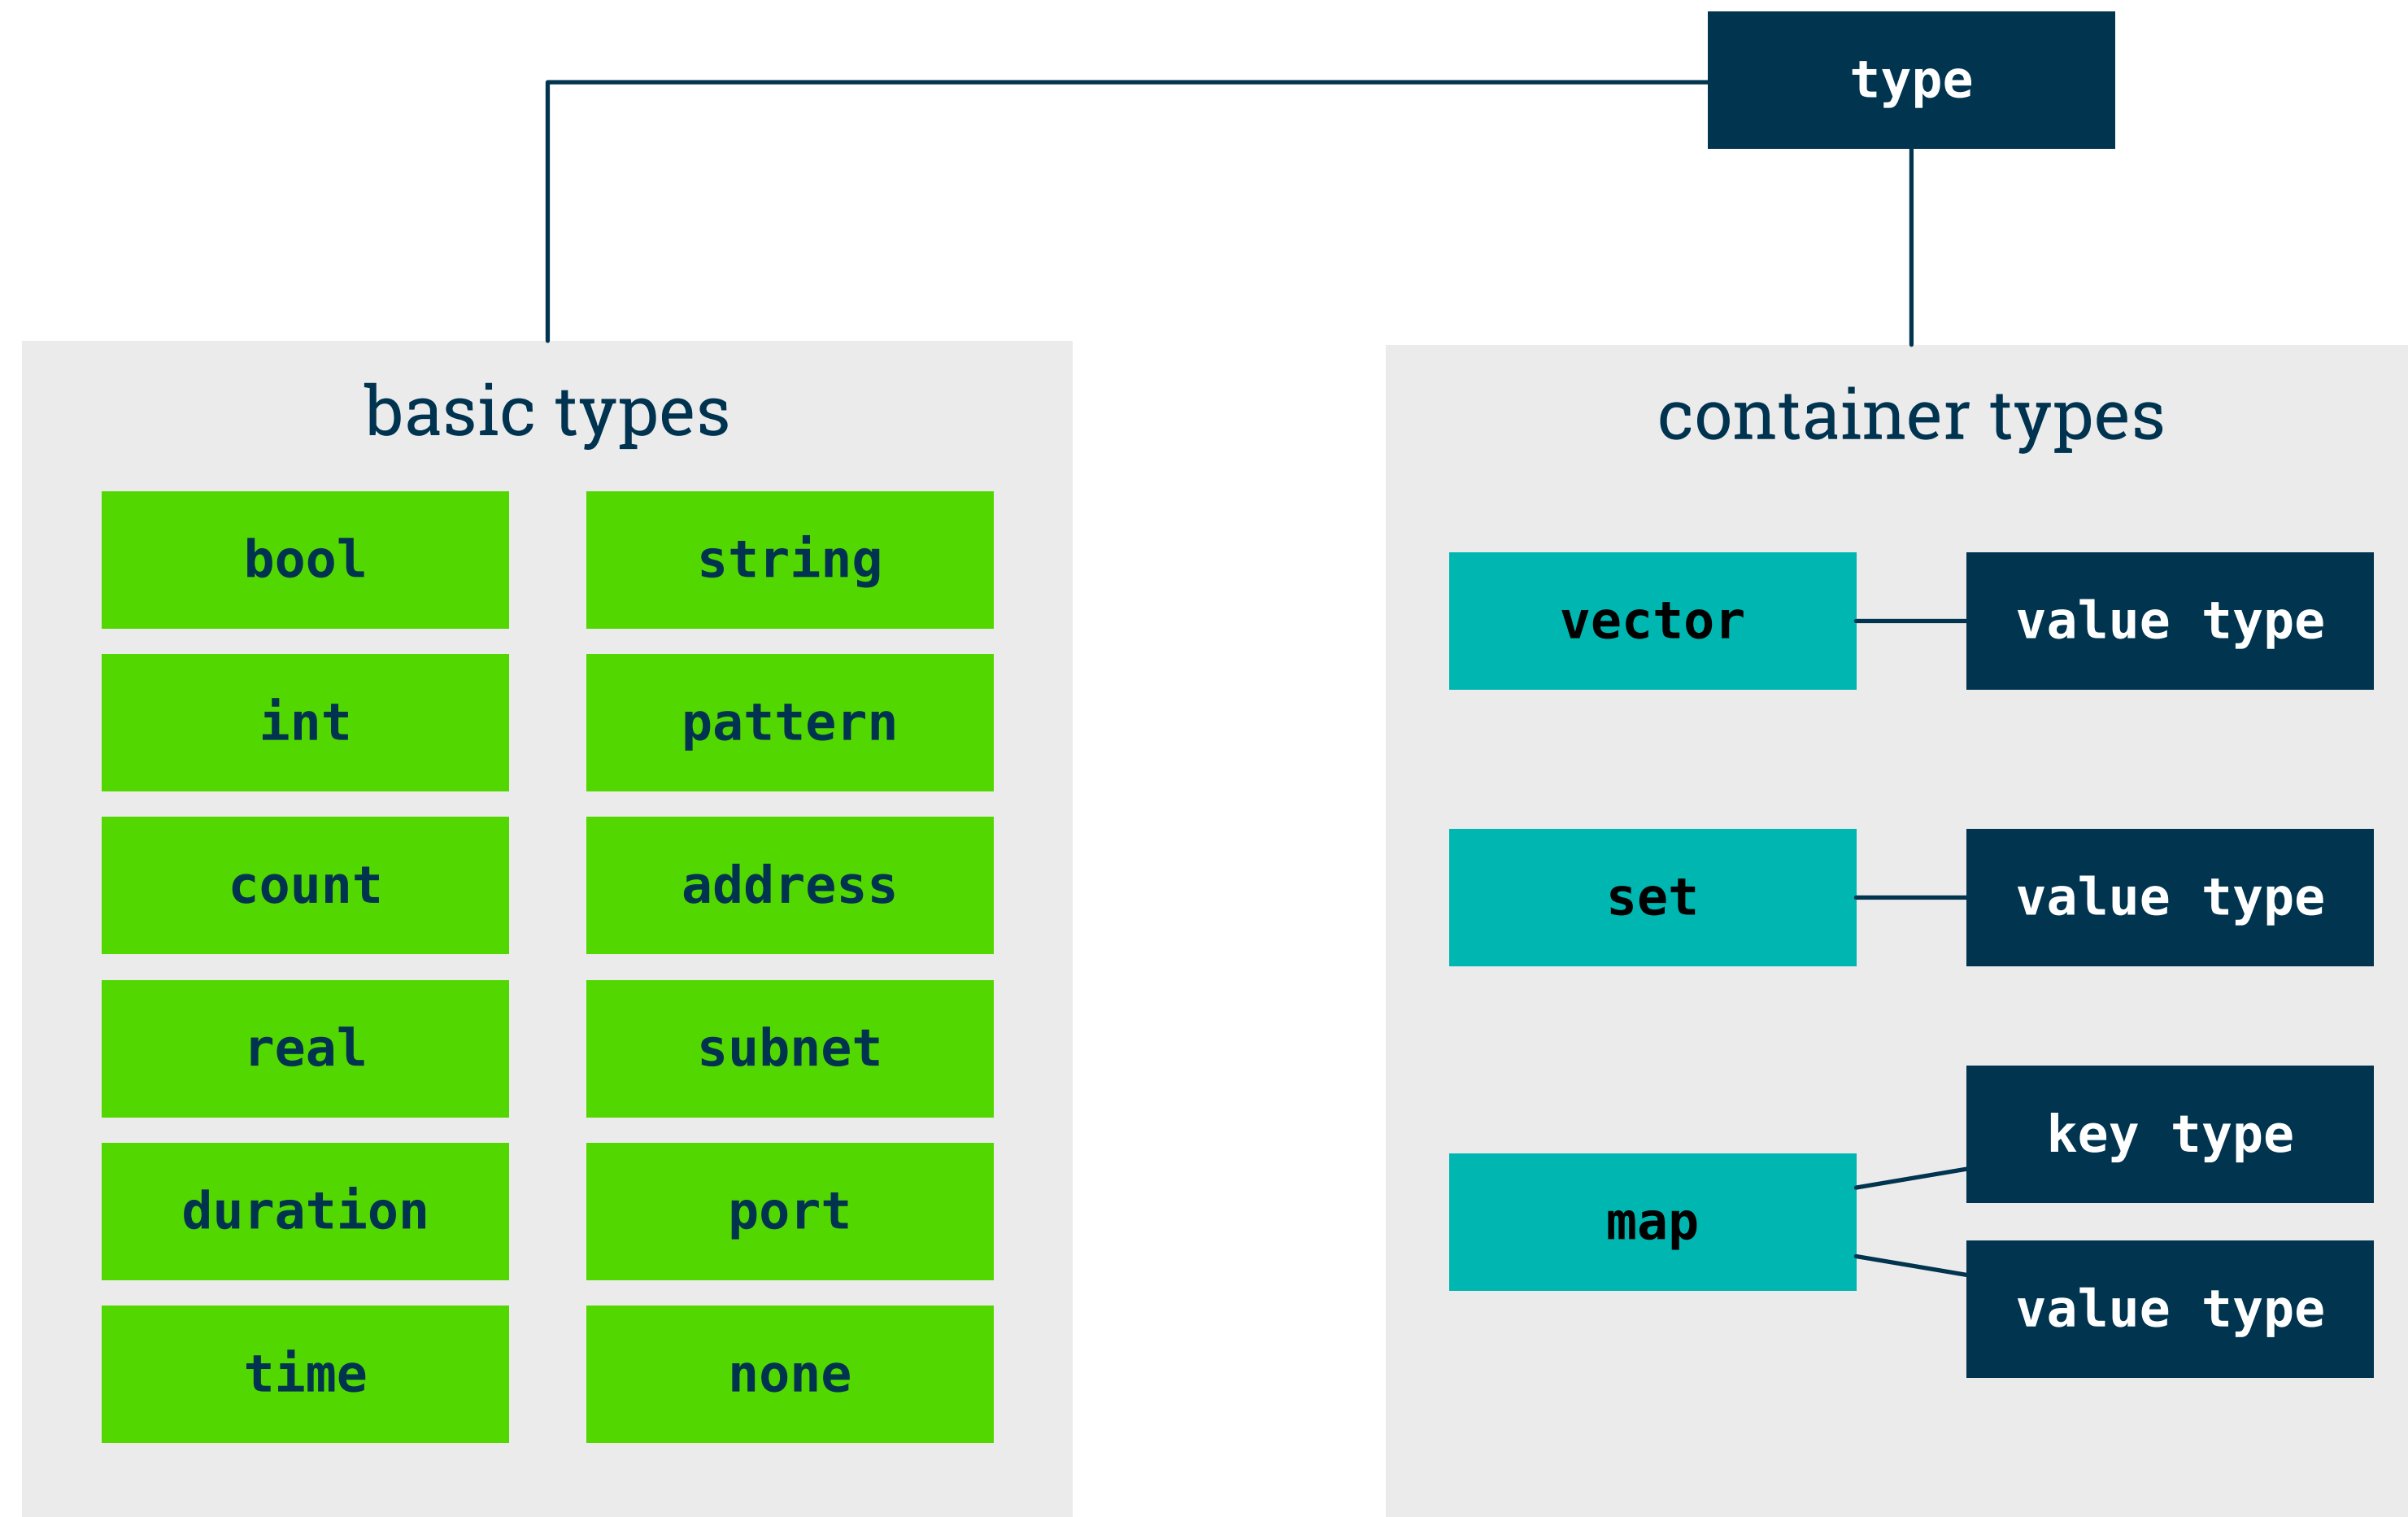 type
basic types
bool
string
int
pattern
count
address
real
subnet
duration
port
time
none
container types
vector
value type
set
value type
map
key type
value type